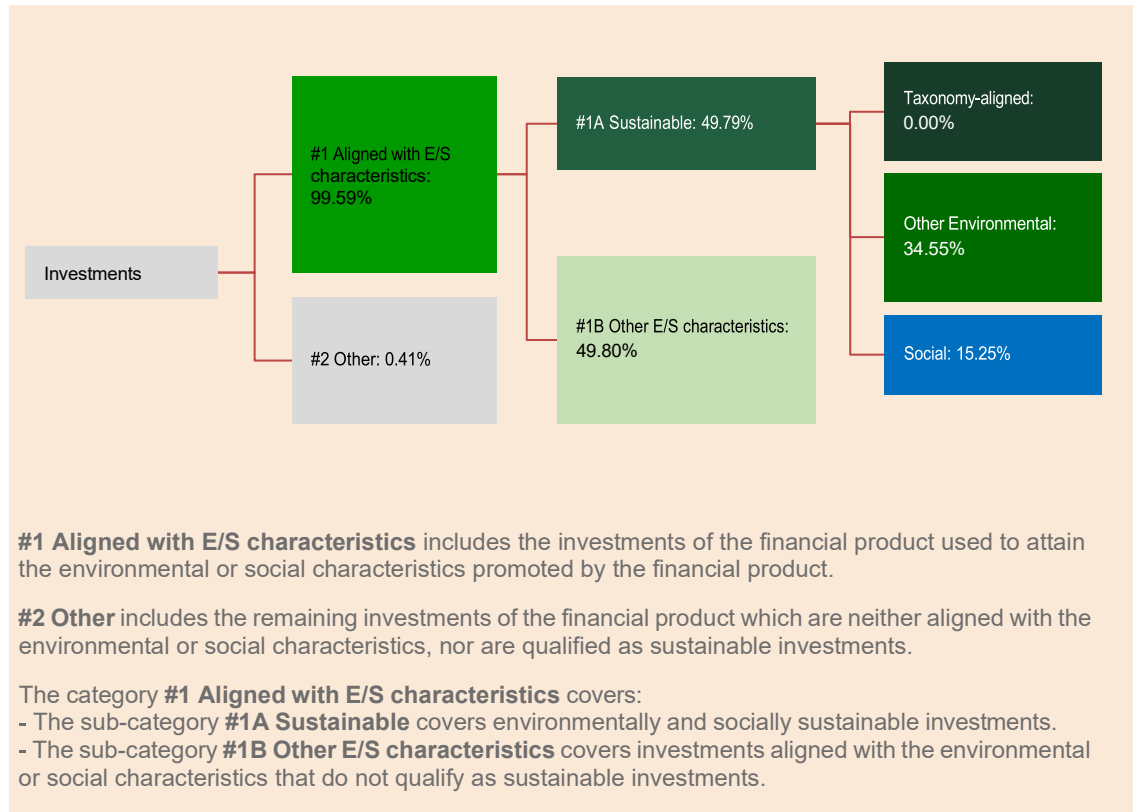 Investments
#1 Aligned with E/S
characteristics:
99.59%
#2 Other: 0.41%
#1A Sustainable: 49.79%
#1B Other E/S characteristics:
49.80%
Taxonomy-aligned:
0.00%
Other Environmental:
34.55%
Social: 15.25%
#1 Aligned with E/S characteristics includes the investments of the financial product used to attain
the environmental or social characteristics promoted by the financial product.
#2 Other includes the remaining investments of the financial product which are neither aligned with the
environmental or social characteristics, nor are qualified as sustainable investments.
The category #1 Aligned with E/S characteristics covers:
- The sub-category #1A Sustainable covers environmentally and socially sustainable investments.
- The sub-category #1B Other E/S characteristics covers investments aligned with the environmental
or social characteristics that do not qualify as sustainable investments.